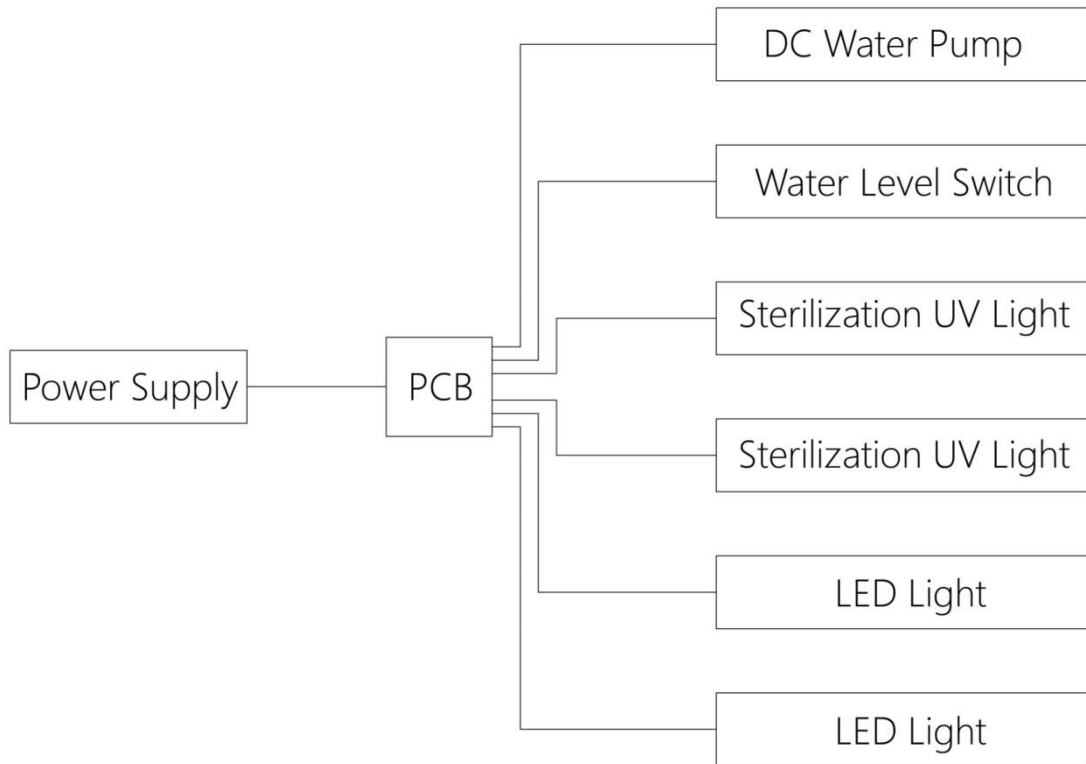 DC Water Pump
Water Level Switch
Sterilization UV Light
Power Supply
PCB
Sterilization UV Light
LED Light
LED Light